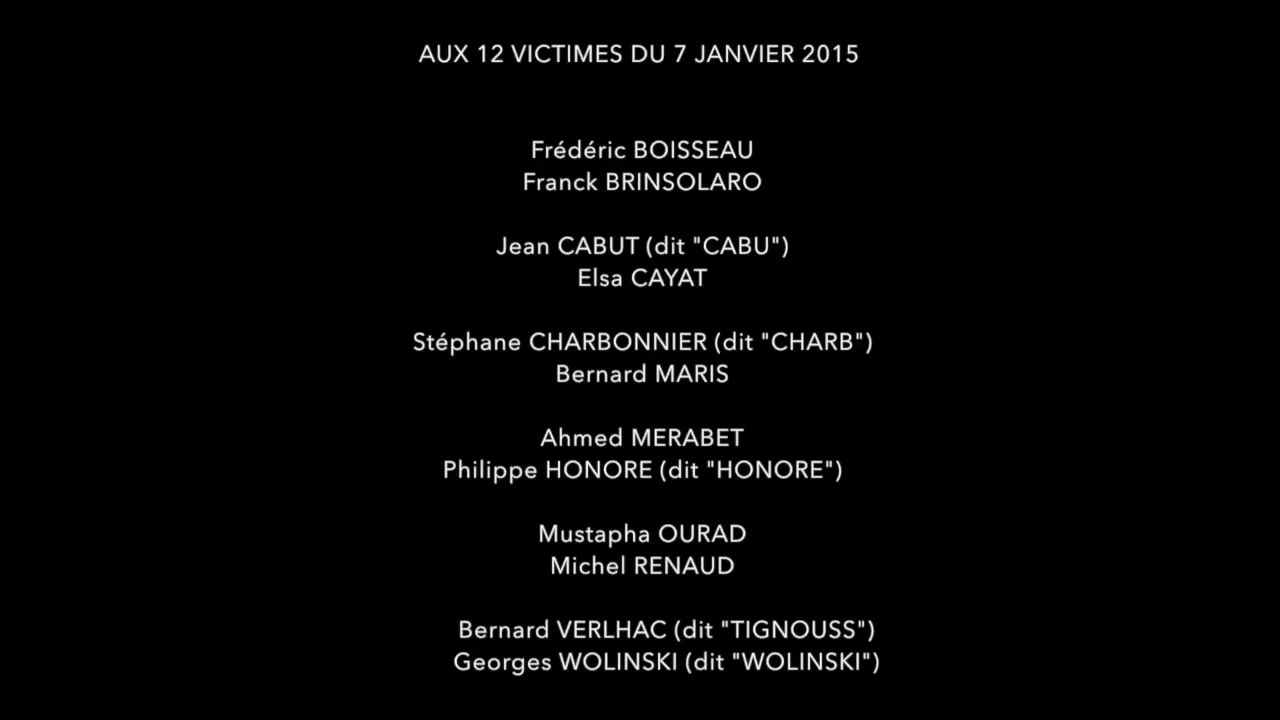 AUX 12 VICTIMES DU 7 JANVIER 2015
Frédéric BOISSEAU
Franck BRINSOLARO
Jean CABUT (dit "CABU")
Elsa CAYAT
Stéphane CHARBONNIER (dit "CHARB")
Bernard MARIS
Ahmed MERABET
Philippe HONORE (dit "HONORE")
Mustapha OURAD
Michel RENAUD
Bernard VERLHAC (dit "TIGNOUSS")
Georges WOLINSKI (dit "WOLINSKI")